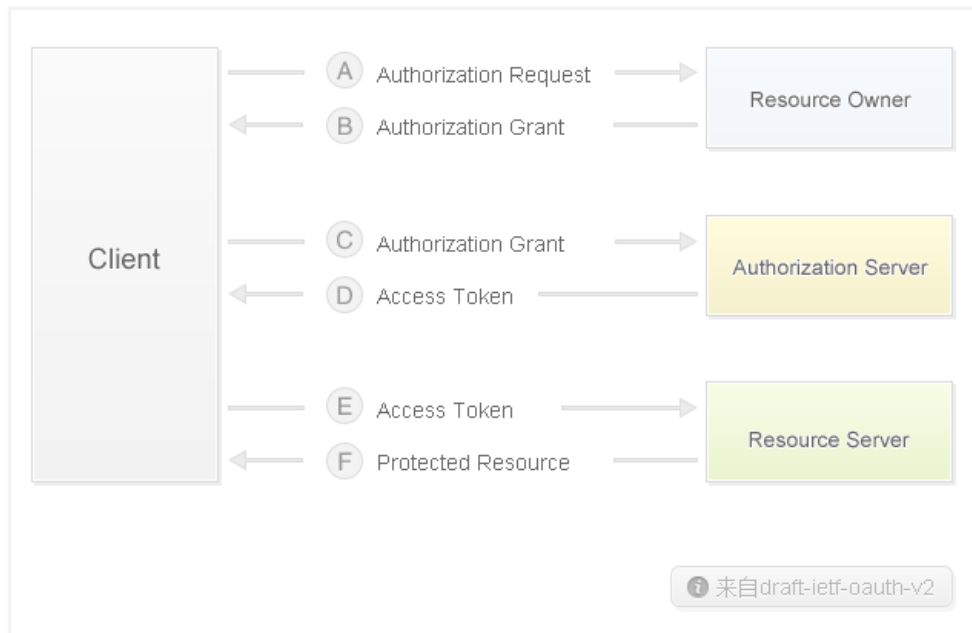 Client
A Authorization Request
Resource Owner
B Authorization Grant
C Authorization Grant
Authorization Server
D Access Token
E Access Token
Resource Server
F Protected Resource
i 来自draft-ietf-oauth-v2